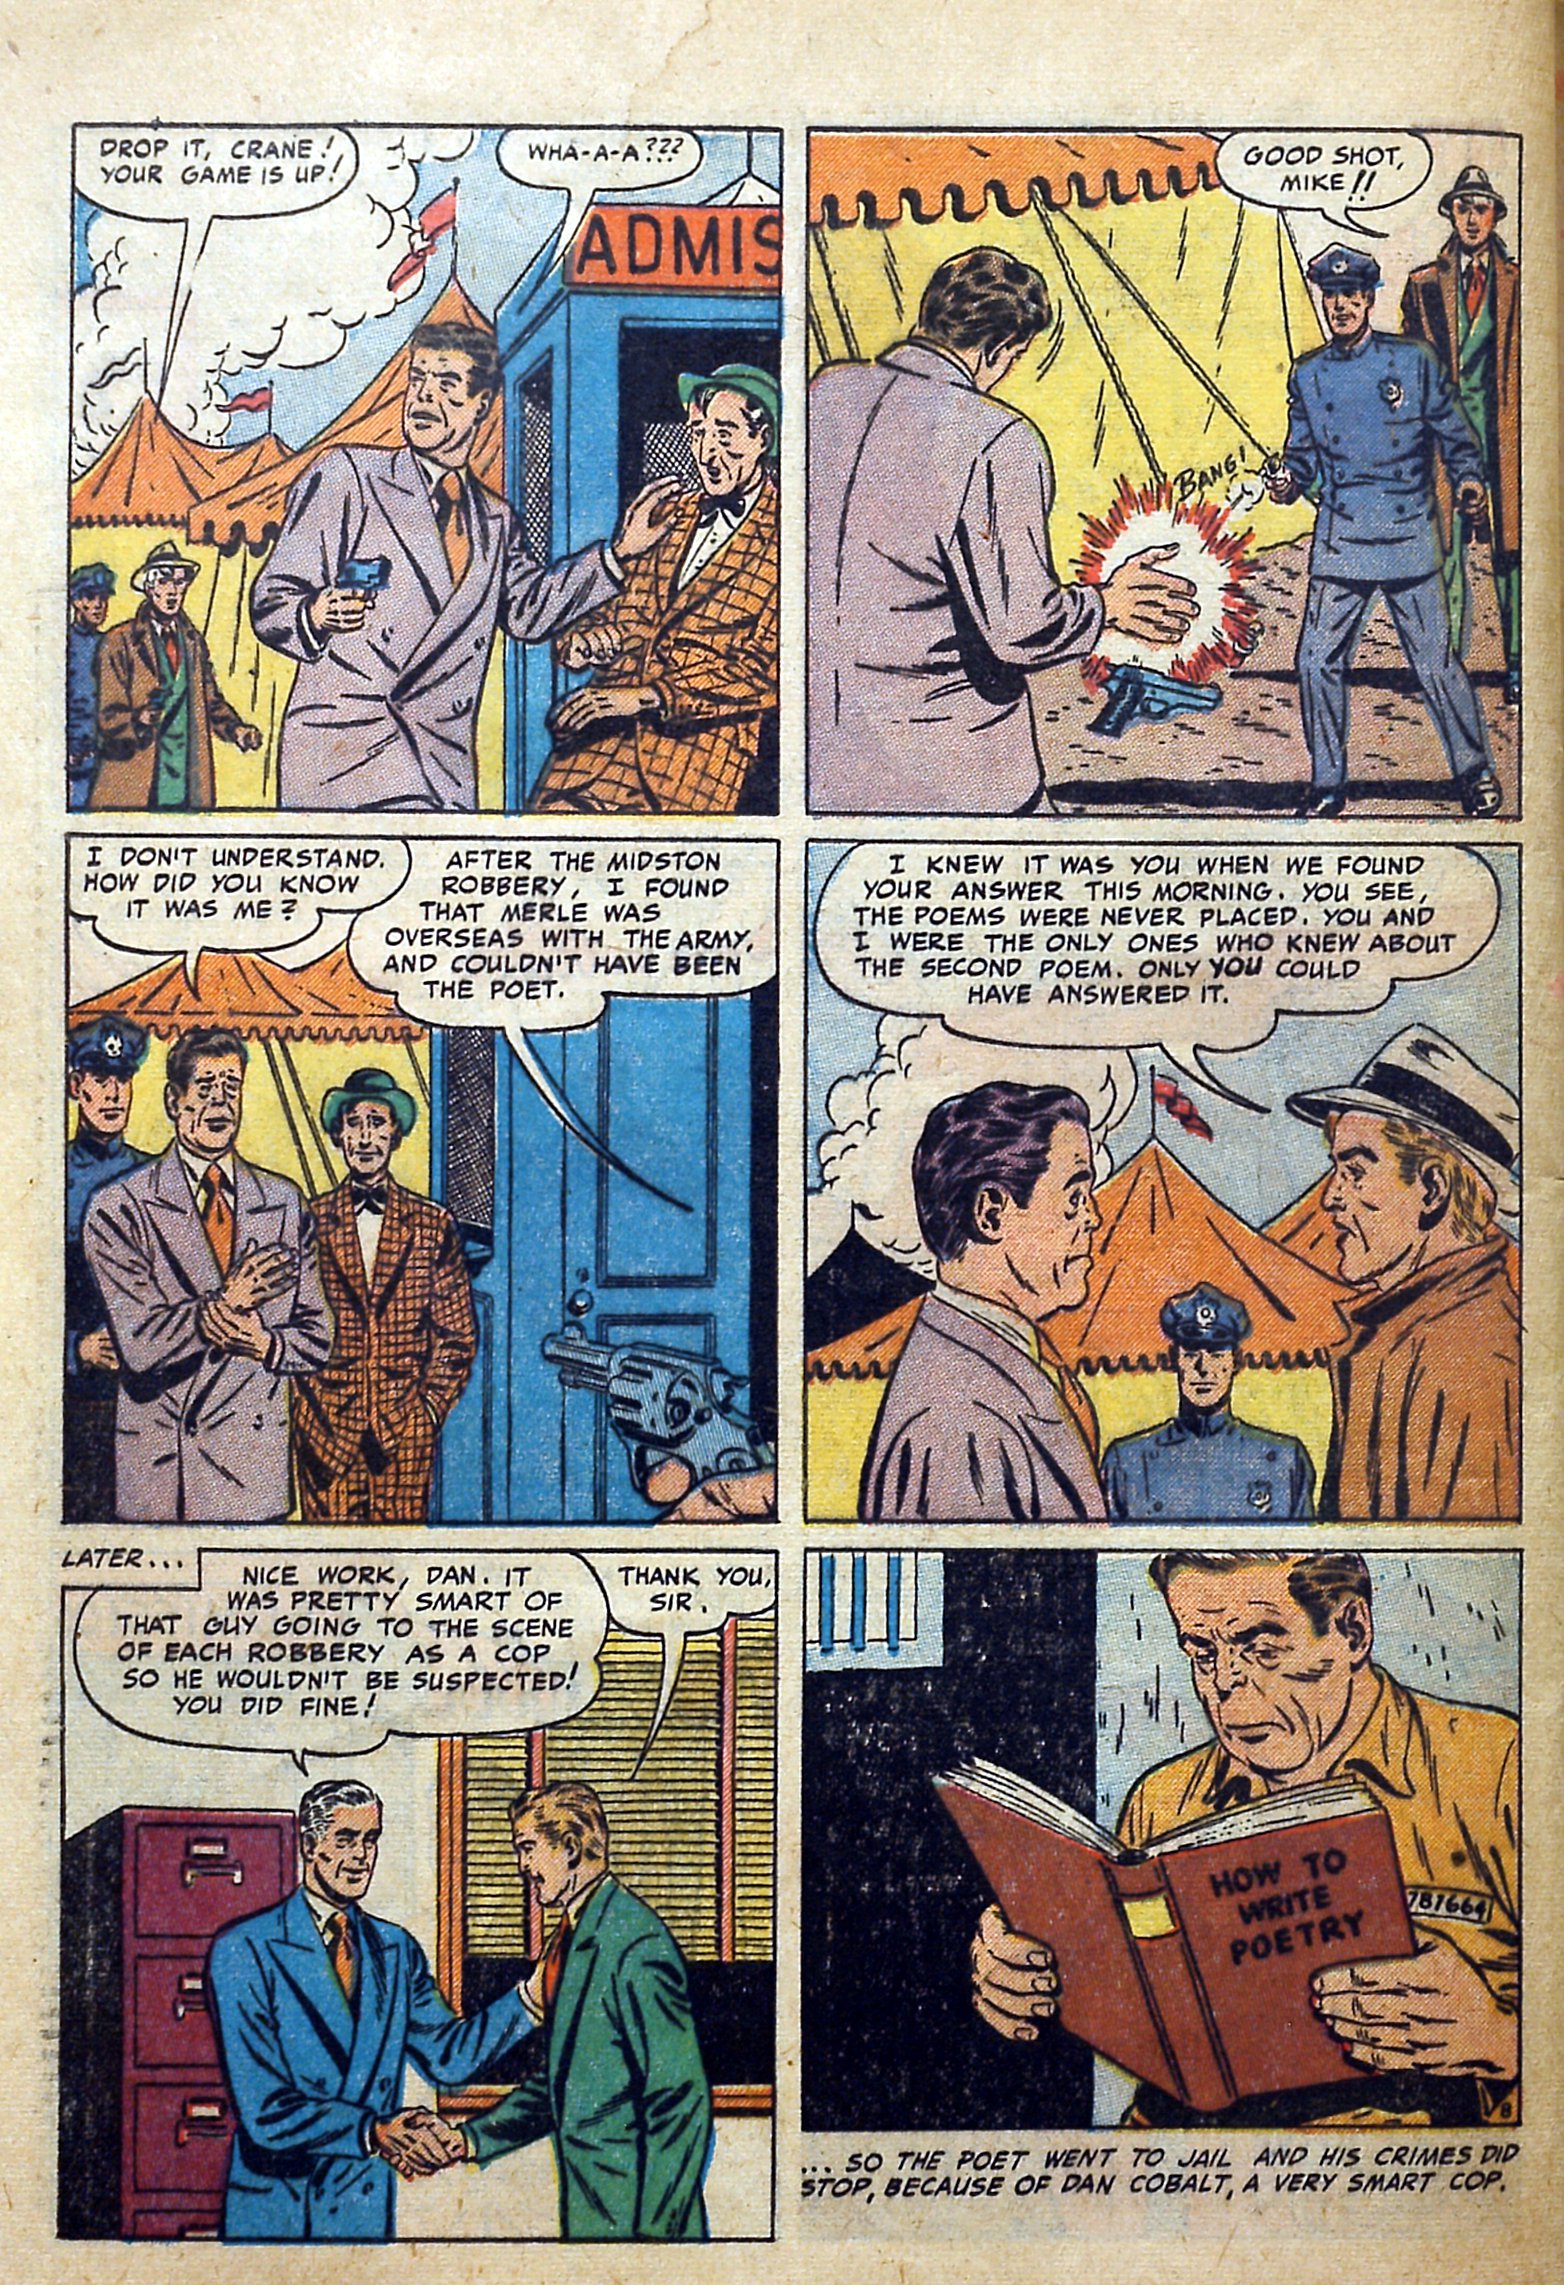 DROP IT, CRANE!
YOUR GAME IS UP!
WHA-A-A???
ADMIS
GOOD SHOT,
MIKE!!
BANG!
I DON'T UNDERSTAND.
HOW DID YOU KNOW
IT WAS ME?
AFTER THE MIDSTON
ROBBERY, I FOUND
THAT MERLE WAS
OVERSEAS WITH THE ARMY,
AND COULDN'T HAVE BEEN
THE POET.
I KNEW IT WAS YOU WHEN WE FOUND
YOUR ANSWER THIS MORNING. YOU SEE,
THE POEMS WERE NEVER PLACED. YOU AND
I WERE THE ONLY ONES WHO KNEW ABOUT
THE SECOND POEM. ONLY YOU COULD
HAVE ANSWERED IT.
LATER...
NICE WORK, DAN. IT
WAS PRETTY SMART OF
THAT GUY GOING TO THE SCENE
OF EACH ROBBERY AS A COP
SO HE WOULDN'T BE SUSPECTED!
YOU DID FINE!
THANK YOU,
SIR.
HOW TO
WRITE
POETRY
781664
8
... SO THE POET WENT TO JAIL AND HIS CRIMES DID
STOP, BECAUSE OF DAN COBALT, A VERY SMART COP.